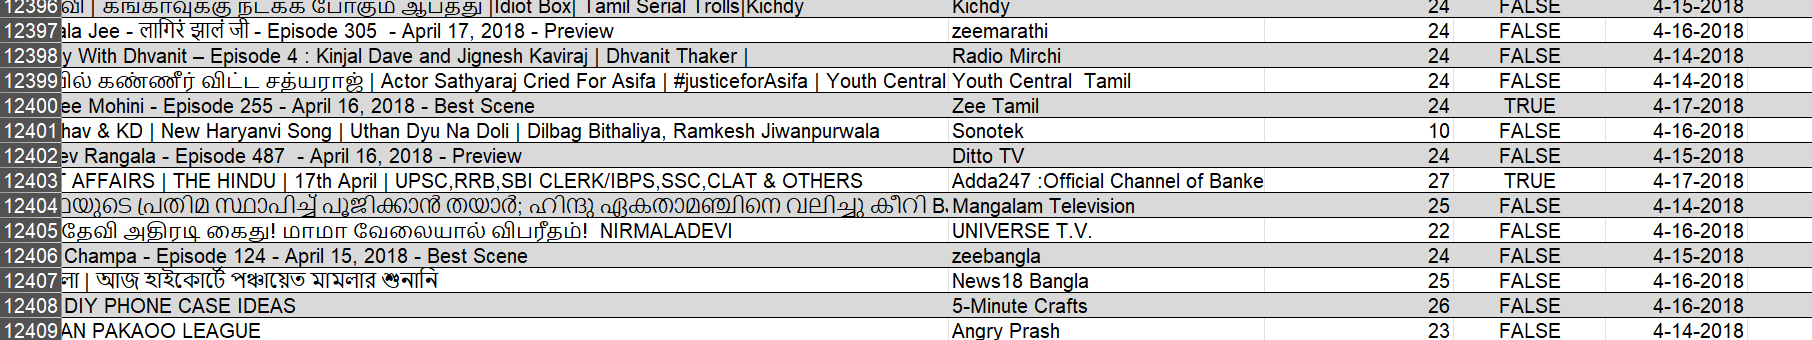 12396 வி | கங்காவுக்கு நடக்க போகும் ஆபத்து |Idiot Box| Tamil Serial Trolls|Kichdy Kichdy 24 FALSE 4-15-2018
12397 ala Jee - लागिरं झालं जी - Episode 305 - April 17, 2018 - Preview zeemarathi 24 FALSE 4-16-2018
12398 y With Dhvanit – Episode 4 : Kinjal Dave and Jignesh Kaviraj | Dhvanit Thaker | Radio Mirchi 24 FALSE 4-14-2018
12399 ில் கண்ணீர் விட்ட சத்யராஜ் | Actor Sathyaraj Cried For Asifa | #justiceforAsifa | Youth Central Youth Central Tamil 24 FALSE 4-14-2018
12400 ee Mohini - Episode 255 - April 16, 2018 - Best Scene Zee Tamil 24 TRUE 4-17-2018
12401 hav & KD | New Haryanvi Song | Uthan Dyu Na Doli | Dilbag Bithaliya, Ramkesh Jiwanpurwala Sonotek 10 FALSE 4-16-2018
12402 ev Rangala - Episode 487 - April 16, 2018 - Preview Ditto TV 24 FALSE 4-15-2018
12403 AFFAIRS | THE HINDU | 17th April | UPSC,RRB,SBI CLERK/IBPS,SSC,CLAT & OTHERS Adda247 :Official Channel of Banke 27 TRUE 4-17-2018
12404 യുടെ പ്രതിമ സ്ഥാപിച്ച് പൂജിക്കാൻ തയാർ; ഹിന്ദു ഏകതാമഞ്ചിനെ വലിച്ചു കീറി Mangalam Television 25 FALSE 4-14-2018
12405 தேவி அதிரடி கைது! மாமா வேலையால் விபரீதம்! NIRMALADEVI UNIVERSE T.V. 22 FALSE 4-16-2018
12406 Champa - Episode 124 - April 15, 2018 - Best Scene zeebangla 24 FALSE 4-15-2018
12407 লা | আজ হাইকোর্টে পঞ্চায়েত মামলার শুনানি News18 Bangla 25 FALSE 4-16-2018
12408 DIY PHONE CASE IDEAS 5-Minute Crafts 26 FALSE 4-16-2018
12409 AN PAKAOO LEAGUE Angry Prash 23 FALSE 4-14-2018